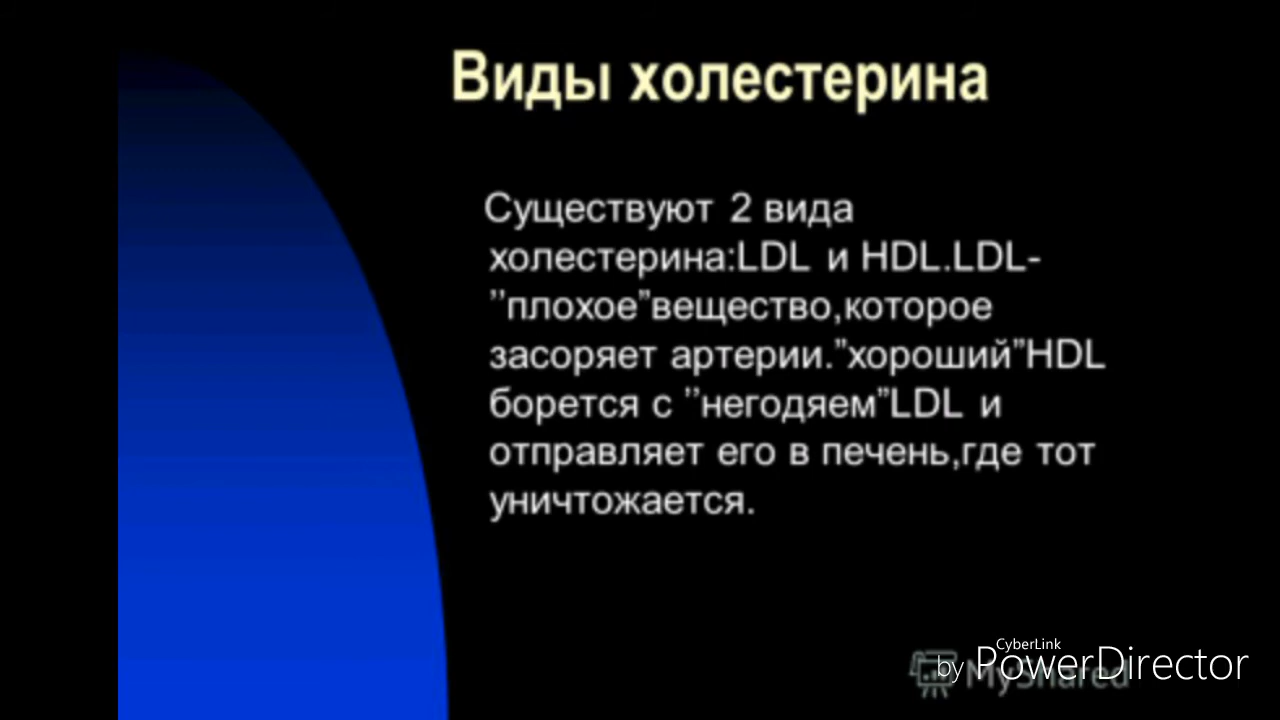 Виды холестерина
Существуют 2 вида
холестерина:LDL и HDL.LDL-
’’плохое”вещество,которое
засоряет артерии.”хороший”HDL
борется с ’’негодяем”LDL и
отправляет его в печень,где тот
уничтожается.
CyberLink
by PowerDirector
MyShared